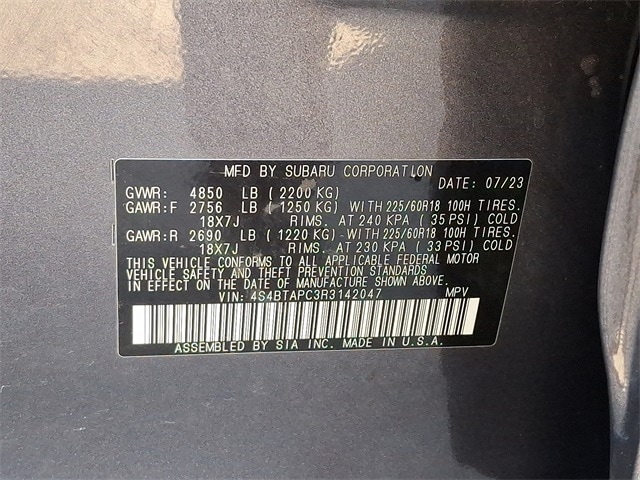 MFD BY SUBARU CORPORATION
DATE: 07/23
GVWR: 4850 LB (2200 KG)
GAWR:F 2756 LB (1250 KG) WITH 225/60R18 100H TIRES.
18X7J RIMS. AT 240 KPA (35 PSI) COLD
GAWR:R 2690 LB (1220 KG) WITH 225/60R18 100H TIRES.
18X7J RIMS. AT 230 KPA (33 PSI) COLD
THIS VEHICLE CONFORMS TO ALL APPLICABLE FEDERAL MOTOR
VEHICLE SAFETY AND THEFT PREVENTION STANDARDS
IN EFFECT ON THE DATE OF MANUFACTURE SHOWN ABOVE.
VIN: 4S4BTAPC3R3142047 MPV
ASSEMBLED BY SIA INC. MADE IN U.S.A.